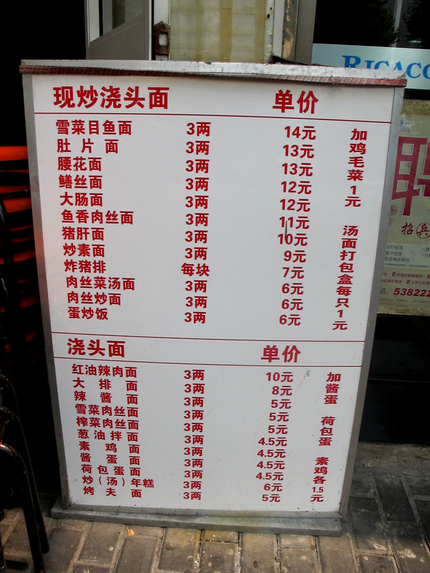 现炒浇头面 单价
雪菜目鱼面 3两 14元
肚片面 3两 13元
腰花面 3两 13元
鳝丝面 3两 12元
大肠面 3两 12元
鱼香肉丝面 3两 11元
猪肝面 3两 10元
炒素面 3两 9元
炸猪排 每块 7元
肉丝菜汤面 3两 6元
肉丝炒面 3两 6元
蛋炒饭 3两 6元
加鸡毛菜1元
汤面打包盒每只1元
浇头面 单价
红油辣肉面 3两 10元
大排面 3两 8元
辣酱面 3两 5元
雪菜肉丝面 3两 5元
榨菜肉丝面 3两 5元
葱油拌面 3两 4.5元
素鸡面 3两 4.5元
酱蛋面 3两 4.5元
荷包蛋面 3两 4.5元
炒(汤)年糕 3两 6元
烤夫面 3两 5元
加酱蛋
荷包蛋
素鸡各1.5元
RICACO
聘
招兵
53822